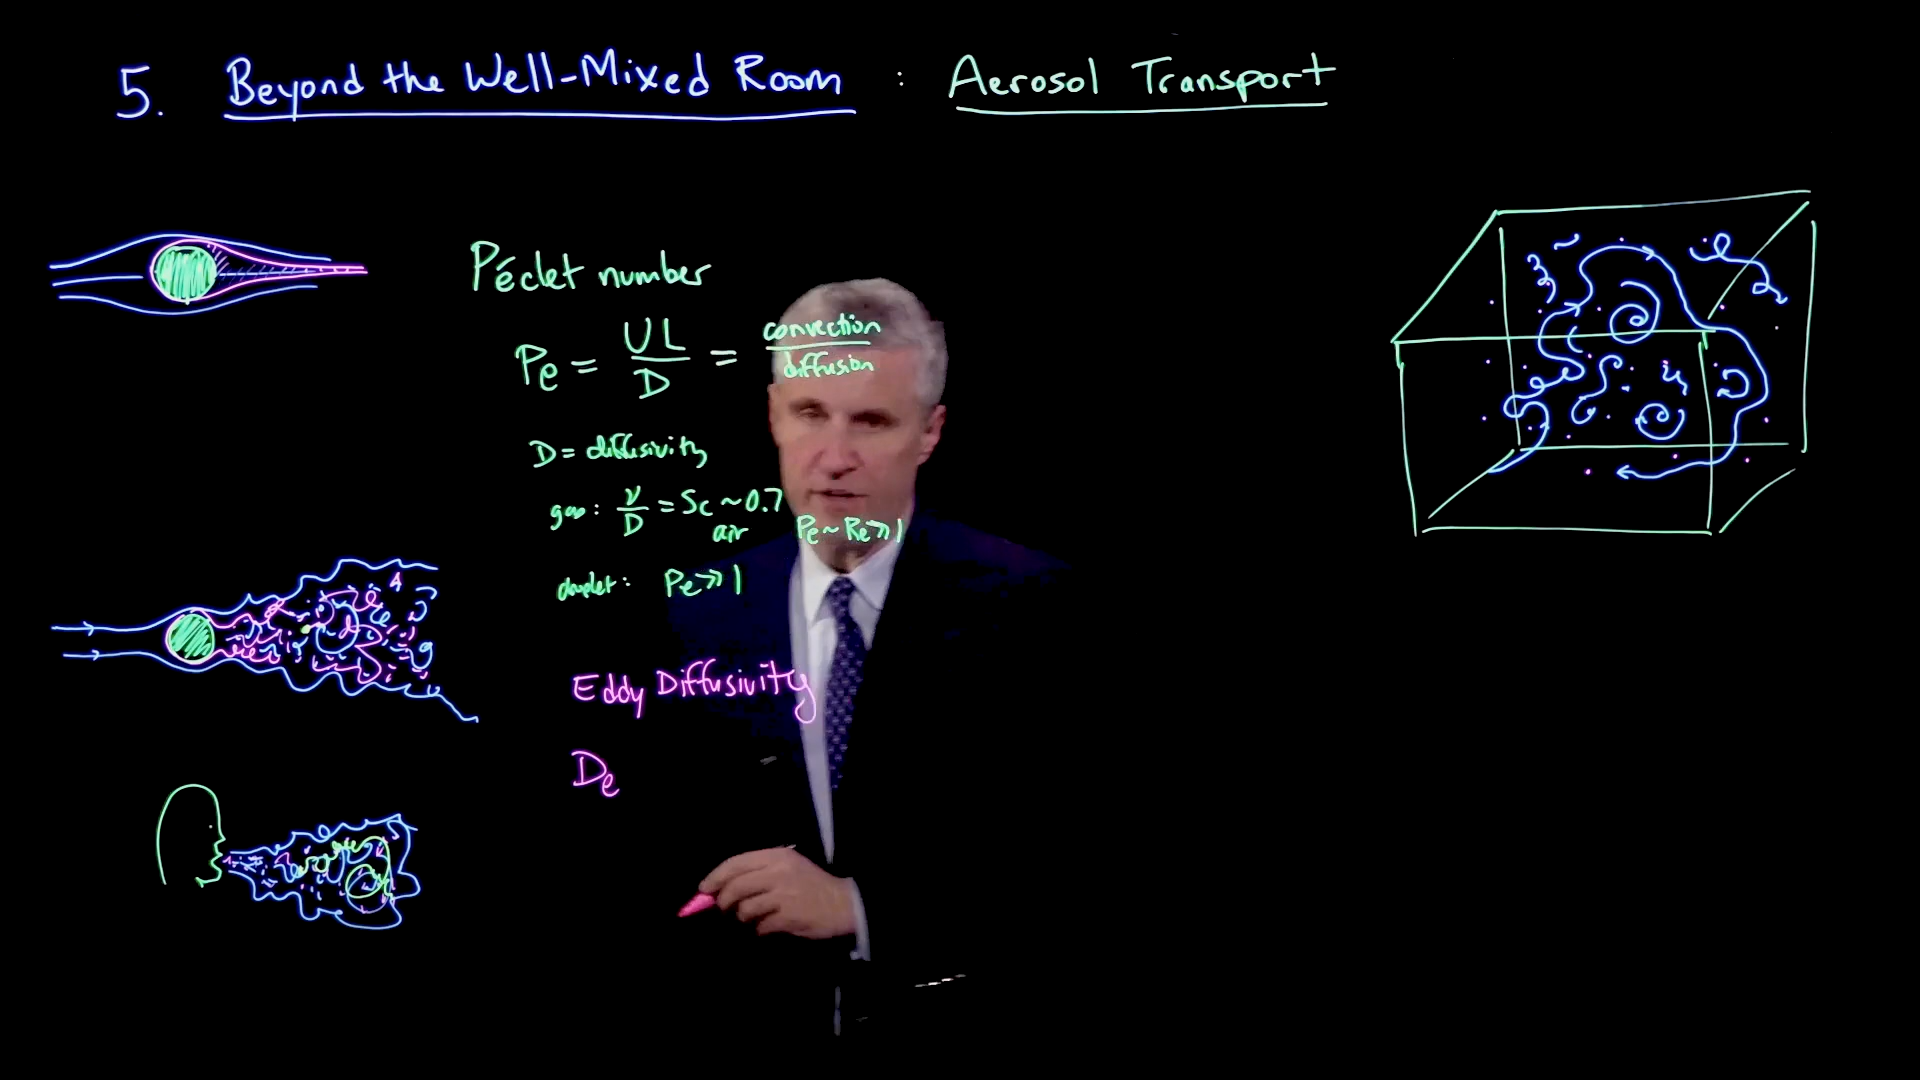 5. Beyond the Well-Mixed Room : Aerosol Transport
Péclet number
Pe = UL/D = convection/diffusion
D = diffusivity
gas: ν/D = Sc ~ 0.7
air Pe ~ Re ≫ 1
droplet: Pe ≫ 1
Eddy Diffusivity
De